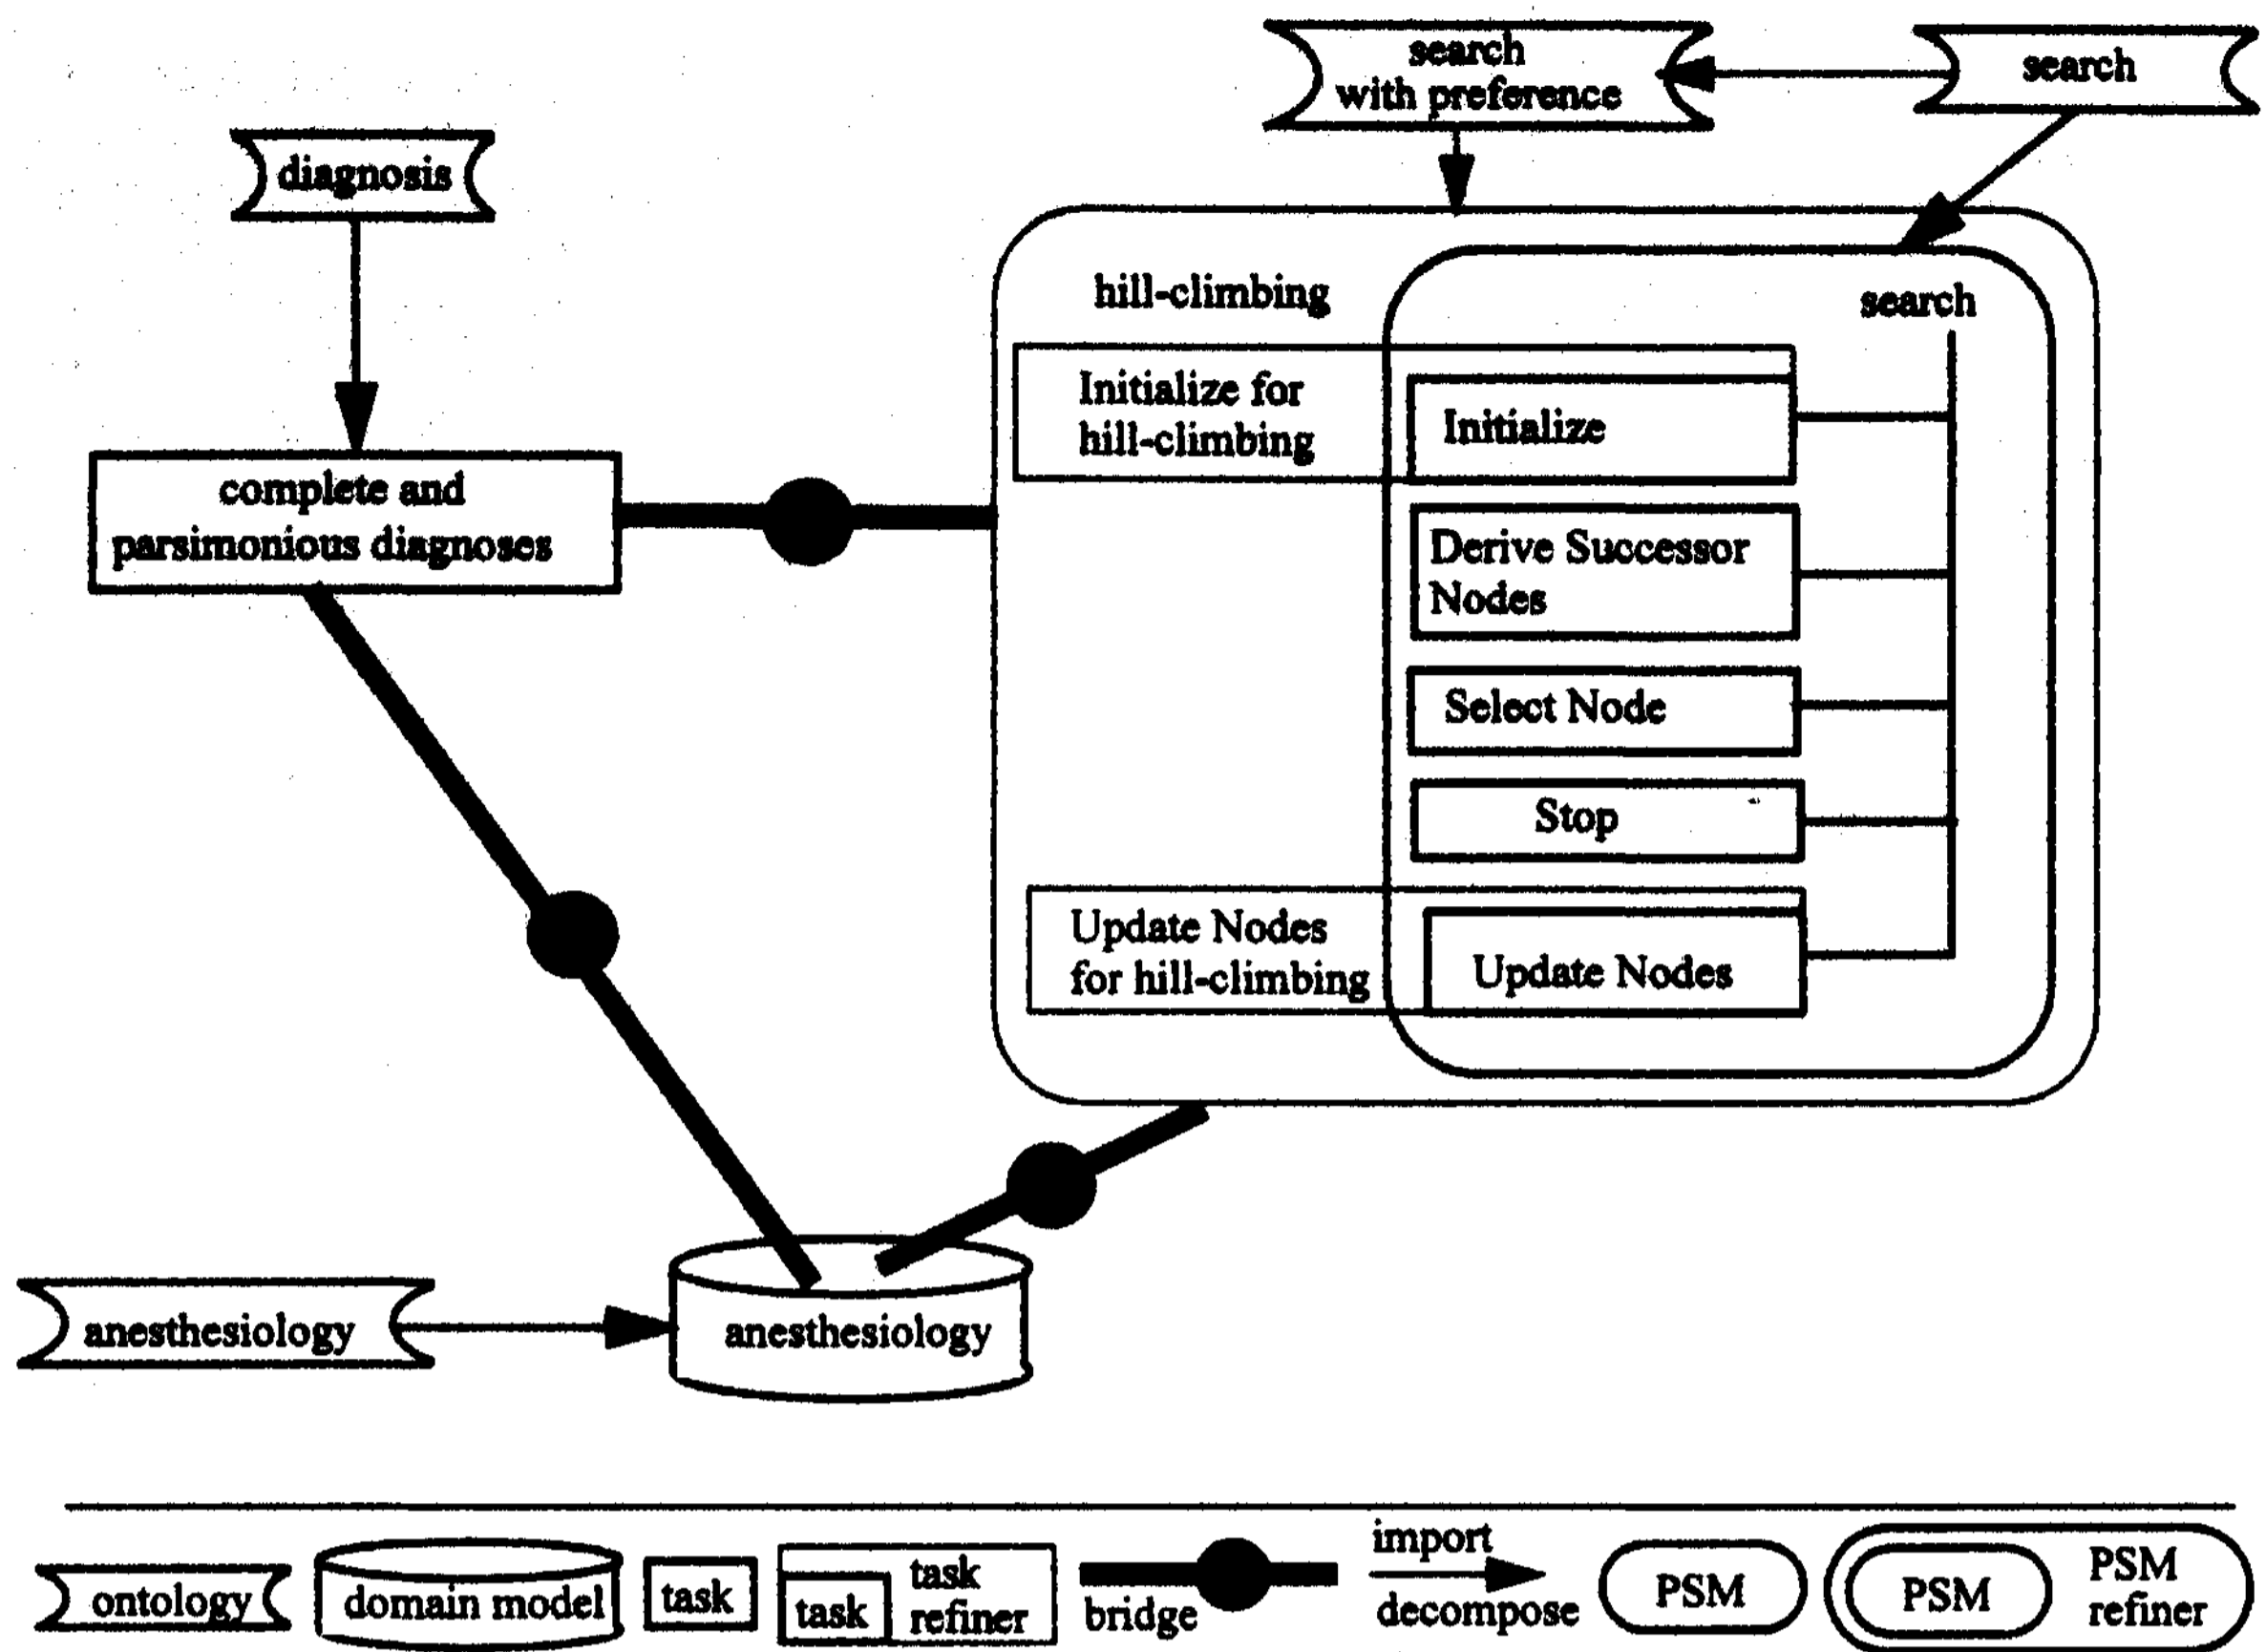 search
with preference
search
diagnosis
hill-climbing
search
Initialize for
hill-climbing
Initialize
complete and
parsimonious diagnoses
Derive Successor
Nodes
Select Node
Stop
Update Nodes
for hill-climbing
Update Nodes
anesthesiology
anesthesiology
ontology
domain model
task
task
task
refiner
bridge
import
decompose
PSM
PSM
PSM
refiner